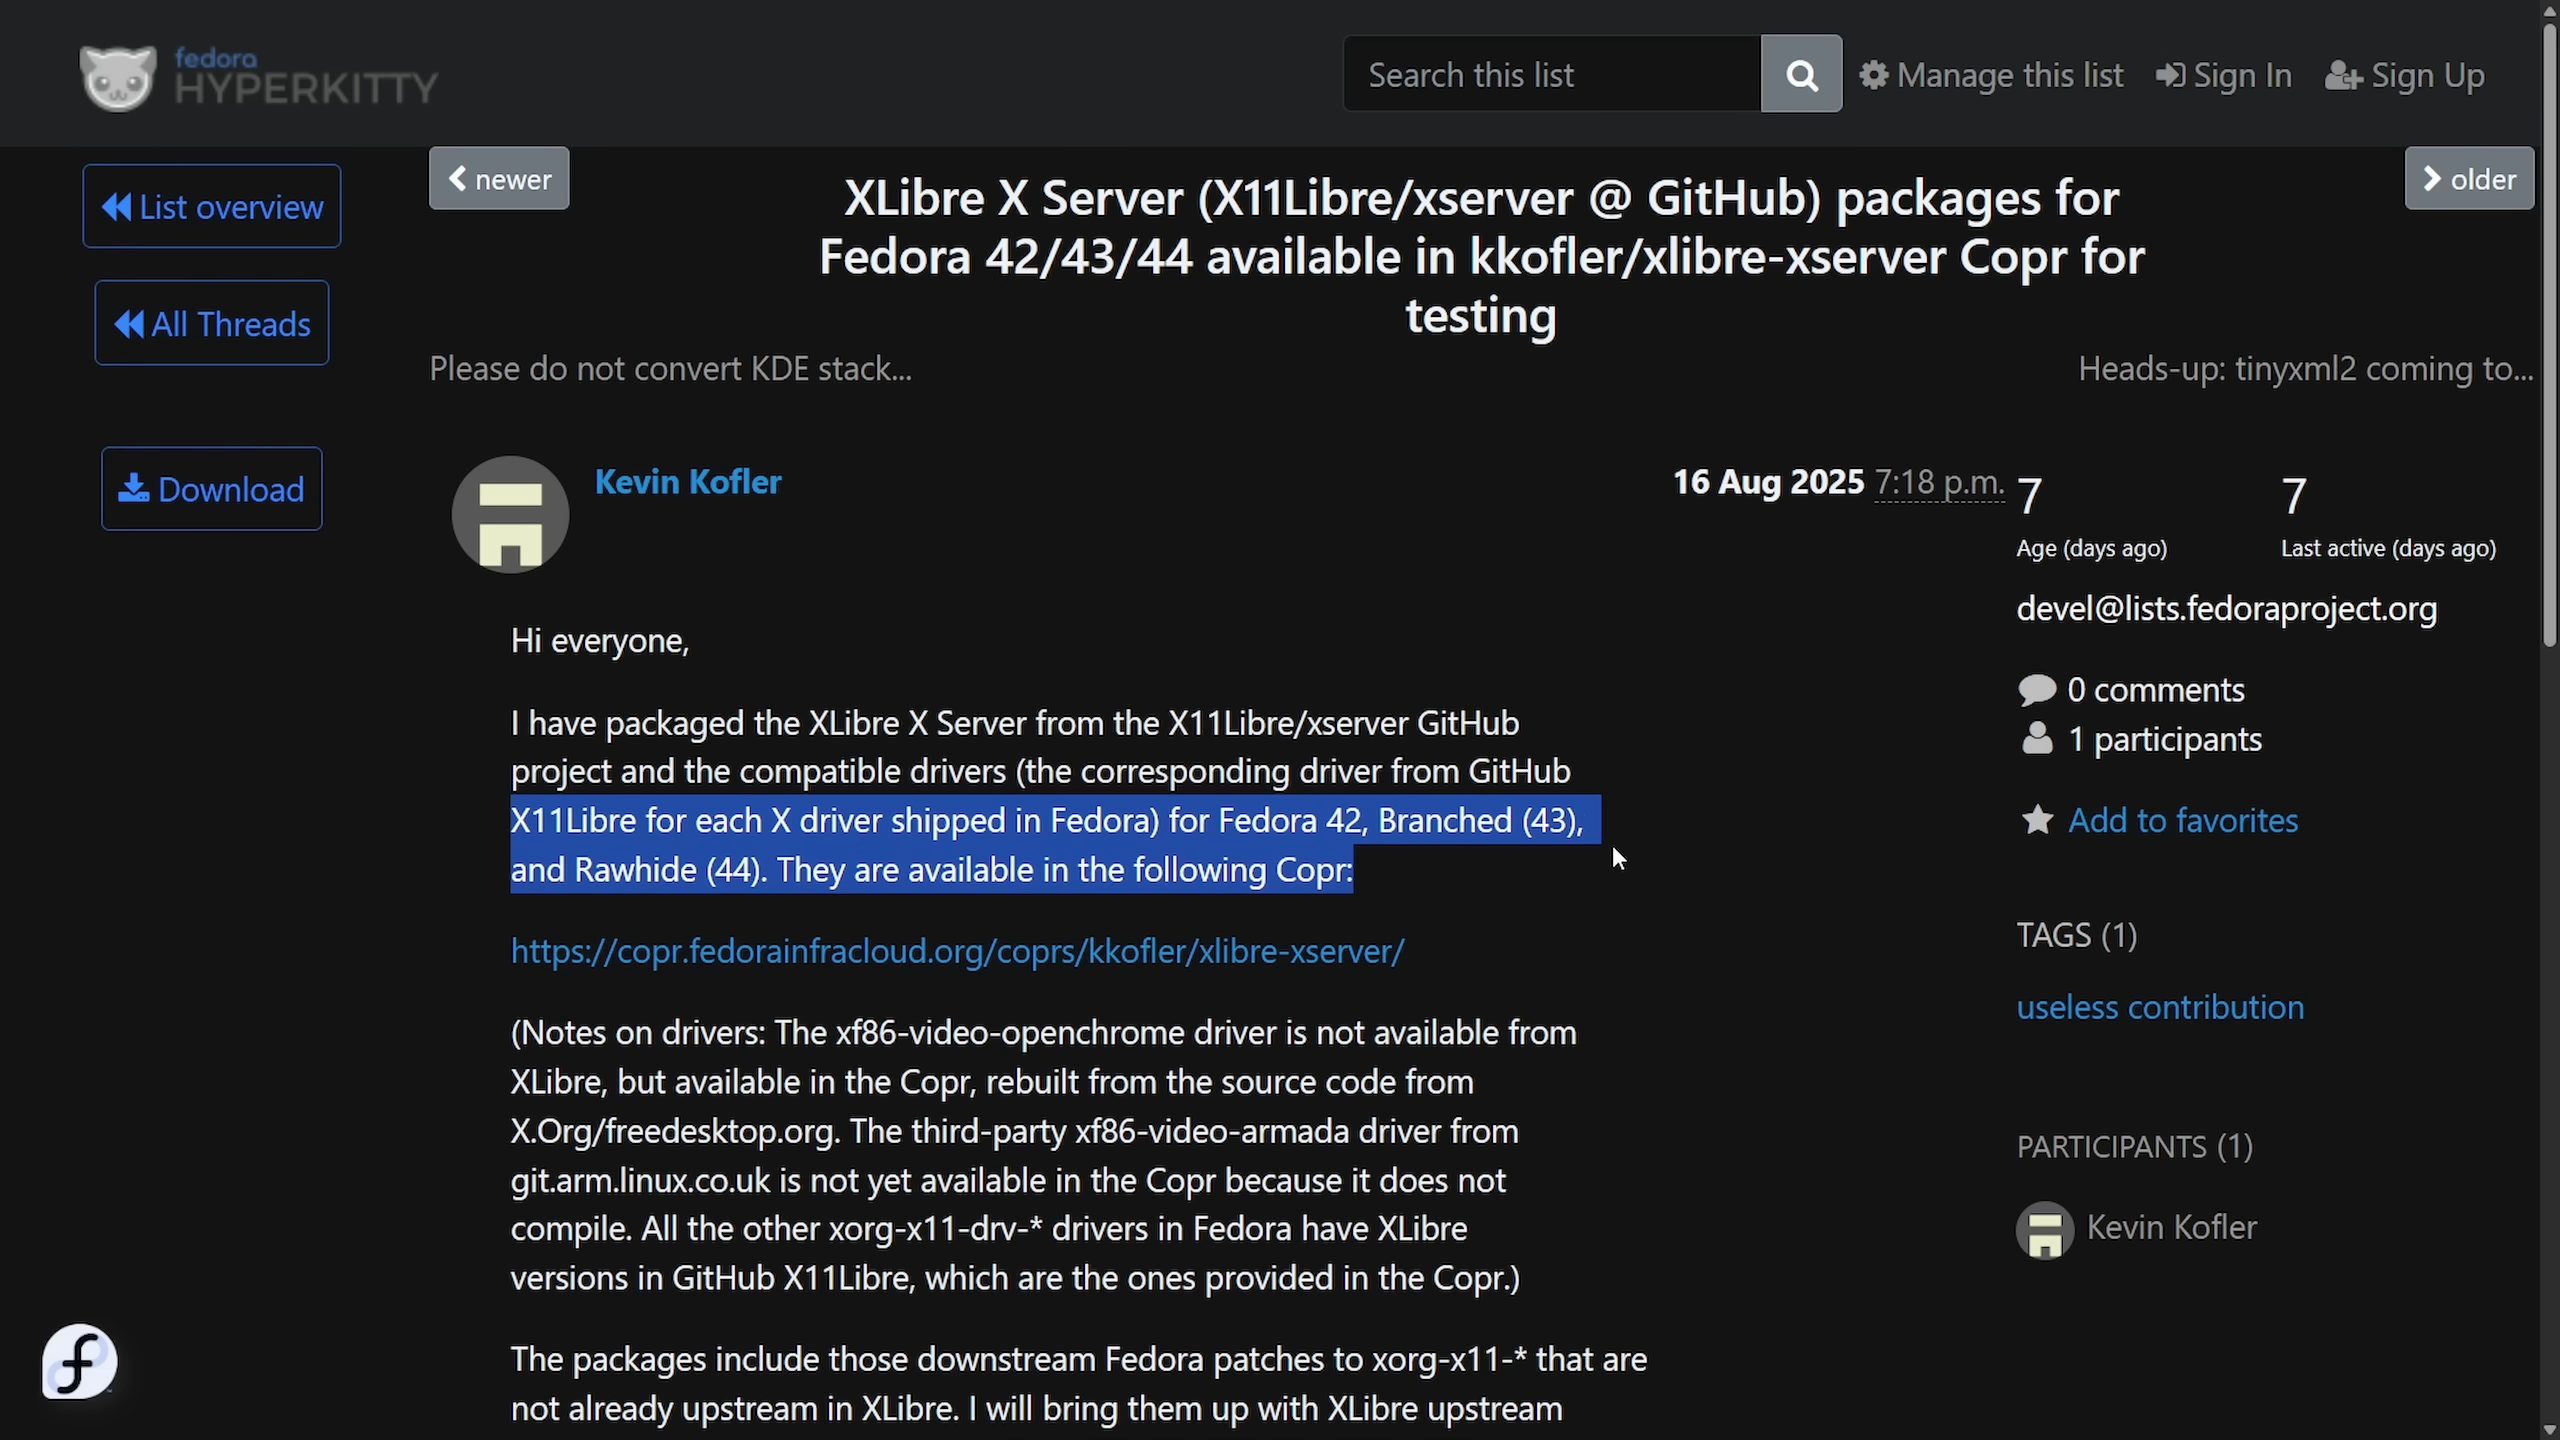 fedora
HYPERKITTY
Search this list
Manage this list
Sign In
Sign Up
List overview
All Threads
Download
newer
older
XLibre X Server (X11Libre/xserver @ GitHub) packages for
Fedora 42/43/44 available in kkofler/xlibre-xserver Copr for
testing
Please do not convert KDE stack...
Heads-up: tinyxml2 coming to...
Kevin Kofler
16 Aug 2025 7:18 p.m.
Hi everyone,
I have packaged the XLibre X Server from the X11Libre/xserver GitHub
project and the compatible drivers (the corresponding driver from GitHub
X11Libre for each X driver shipped in Fedora) for Fedora 42, Branched (43),
and Rawhide (44). They are available in the following Copr:
https://copr.fedorainfracloud.org/coprs/kkofler/xlibre-xserver/
(Notes on drivers: The xf86-video-openchrome driver is not available from
XLibre, but available in the Copr, rebuilt from the source code from
X.Org/freedesktop.org. The third-party xf86-video-armada driver from
git.arm.linux.co.uk is not yet available in the Copr because it does not
compile. All the other xorg-x11-drv-* drivers in Fedora have XLibre
versions in GitHub X11Libre, which are the ones provided in the Copr.)
The packages include those downstream Fedora patches to xorg-x11-* that are
not already upstream in XLibre. I will bring them up with XLibre upstream
7
Age (days ago)
7
Last active (days ago)
devel@lists.fedoraproject.org
0 comments
1 participants
Add to favorites
TAGS (1)
useless contribution
PARTICIPANTS (1)
Kevin Kofler